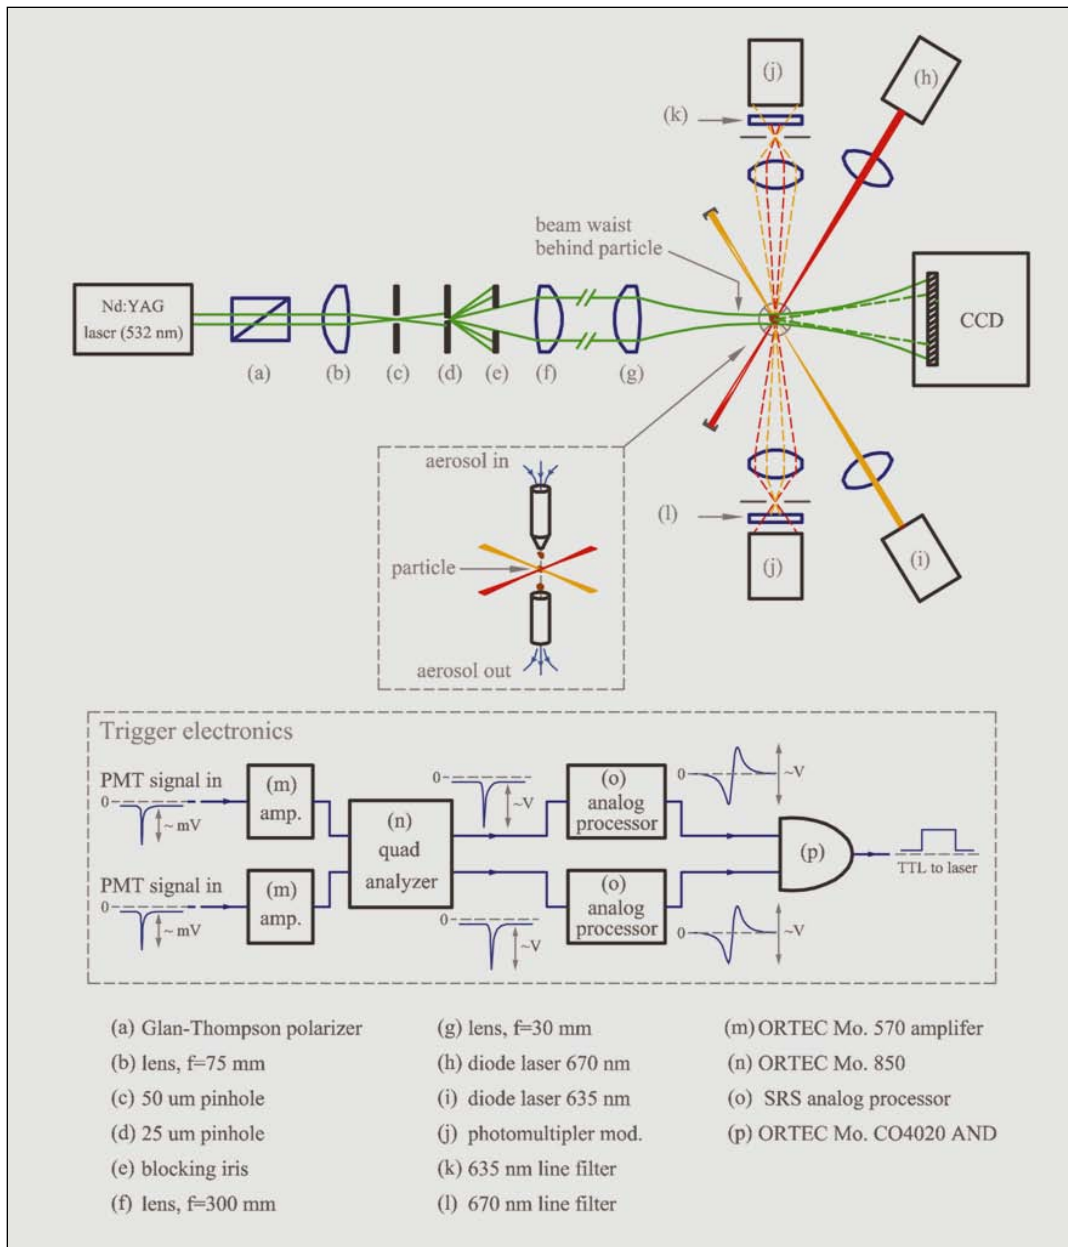 (j)
(h)
(k)
beam waist
behind particle
Nd:YAG
laser (532 nm)
CCD
(a)
(b)
(c)
(d)
(e)
(f)
(g)
aerosol in
(l)
particle
(j)
(i)
aerosol out
Trigger electronics
PMT signal in
0
~ mV
(m)
amp.
0
~V
(n)
quad
analyzer
(o)
analog
processor
0
~V
(p)
TTL to laser
PMT signal in
0
~ mV
(m)
amp.
0
~V
(o)
analog
processor
0
~V
(a) Glan-Thompson polarizer
(b) lens, f=75 mm
(c) 50 um pinhole
(d) 25 um pinhole
(e) blocking iris
(f) lens, f=300 mm
(g) lens, f=30 mm
(h) diode laser 670 nm
(i) diode laser 635 nm
(j) photomultipler mod.
(k) 635 nm line filter
(l) 670 nm line filter
(m) ORTEC Mo. 570 amplifer
(n) ORTEC Mo. 850
(o) SRS analog processor
(p) ORTEC Mo. CO4020 AND